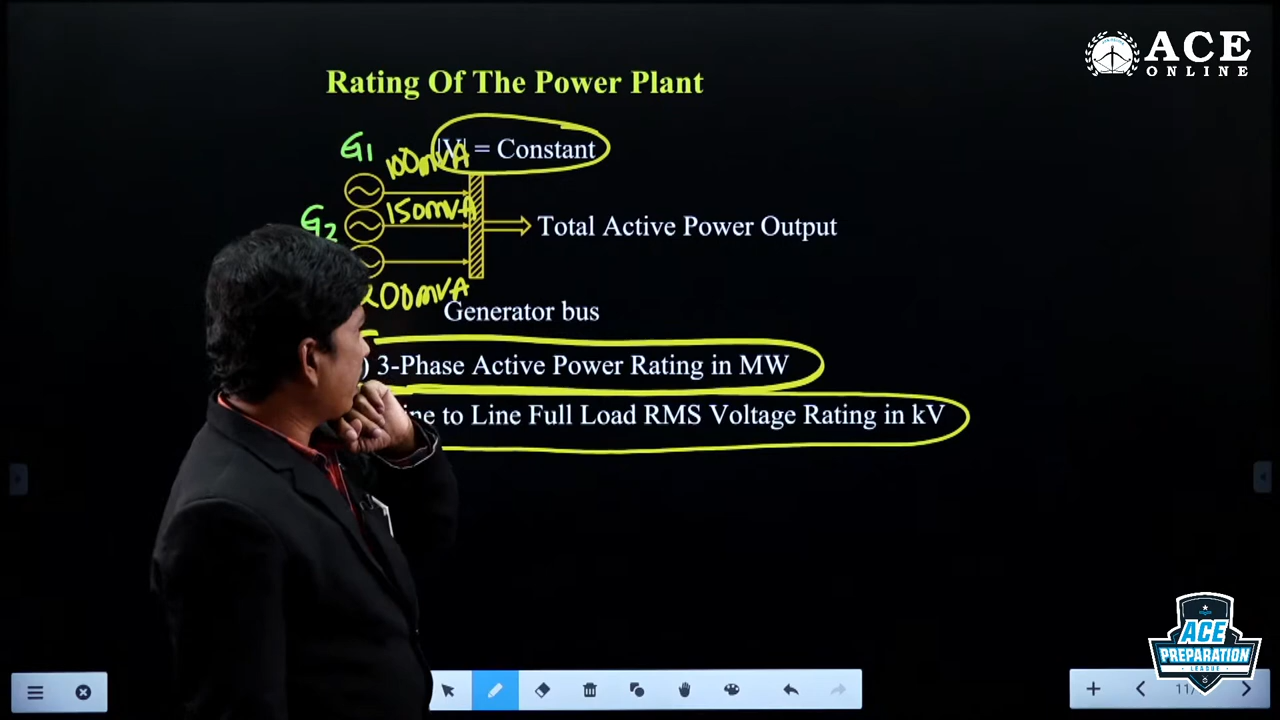 ACE
ONLINE
Rating Of The Power Plant
G1
100mVA
|V| = Constant
G2
150mVA
Total Active Power Output
200mVA
Generator bus
) 3-Phase Active Power Rating in MW
to Line Full Load RMS Voltage Rating in kV
ACE
PREPARATION
LEAGUE
11/